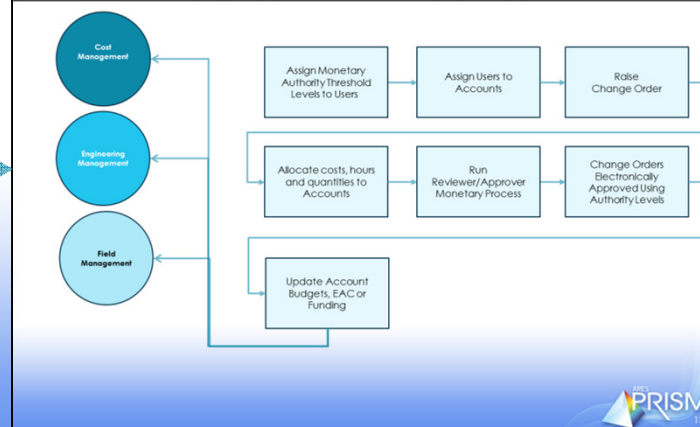 Cost
Management
Engineering
Management
Field
Management
Assign Monetary
Authority Threshold
Levels to Users
Assign Users to
Accounts
Raise
Change Order
Allocate costs, hours
and quantities to
Accounts
Run
Reviewer/Approver
Monetary Process
Change Orders
Electronically
Approved Using
Authority Levels
Update Account
Budgets, EAC or
Funding
ARES
PRISM